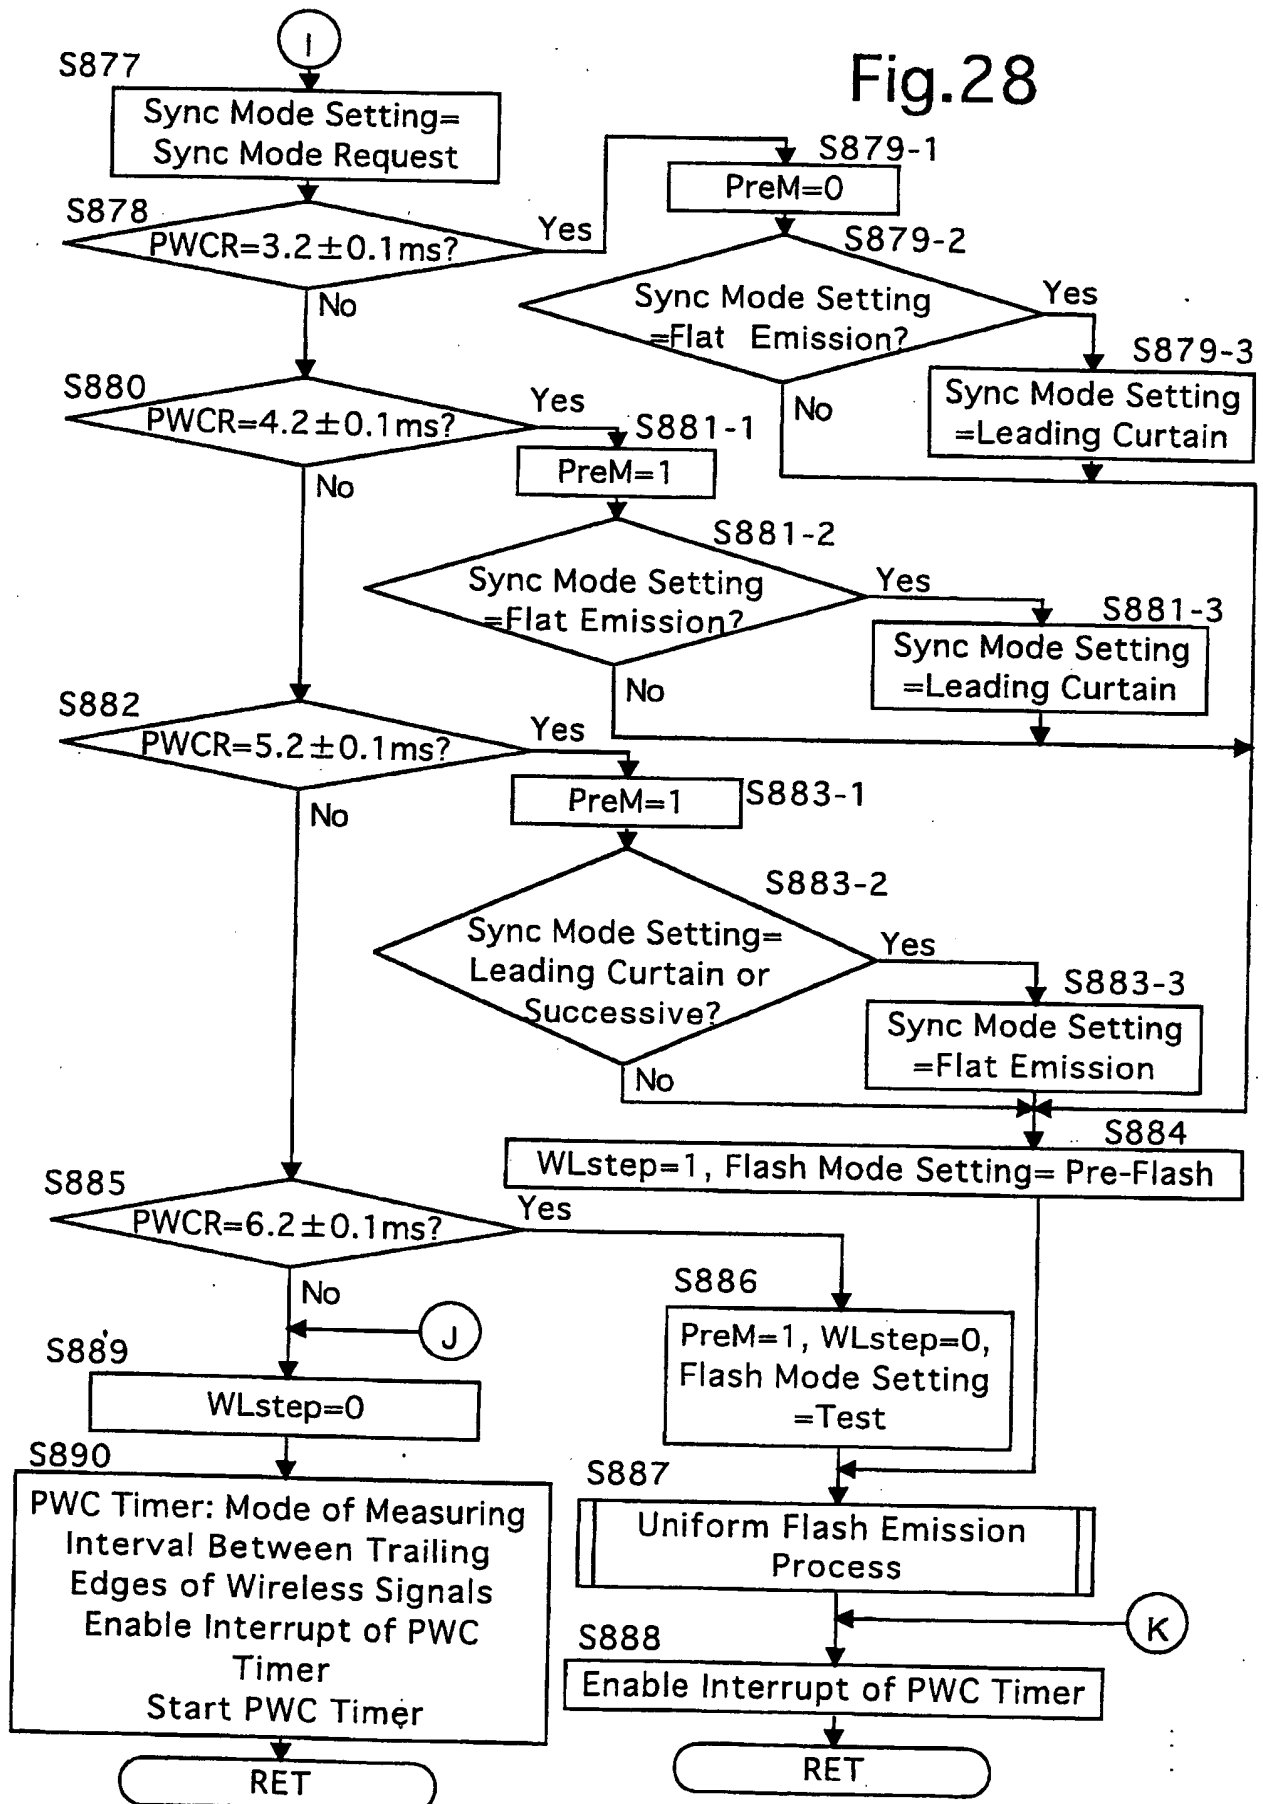 I
Fig.28
S877
Sync Mode Setting=
Sync Mode Request
S878
PWCR=3.2±0.1ms?
Yes
No
S879-1
PreM=0
S879-2
Sync Mode Setting
=Flat Emission?
Yes
No
S879-3
Sync Mode Setting
=Leading Curtain
S880
PWCR=4.2±0.1ms?
Yes
No
S881-1
PreM=1
S881-2
Sync Mode Setting
=Flat Emission?
Yes
No
S881-3
Sync Mode Setting
=Leading Curtain
S882
PWCR=5.2±0.1ms?
Yes
No
S883-1
PreM=1
S883-2
Sync Mode Setting=
Leading Curtain or
Successive?
Yes
No
S883-3
Sync Mode Setting
=Flat Emission
S884
WLstep=1, Flash Mode Setting= Pre-Flash
S885
PWCR=6.2±0.1ms?
Yes
No
S886
PreM=1, WLstep=0,
Flash Mode Setting
=Test
J
S889
WLstep=0
S890
PWC Timer: Mode of Measuring
Interval Between Trailing
Edges of Wireless Signals
Enable Interrupt of PWC
Timer
Start PWC Timer
RET
S887
Uniform Flash Emission
Process
K
S888
Enable Interrupt of PWC Timer
RET